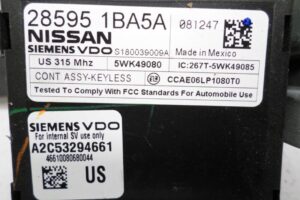 28595 1BA5A
081247
NISSAN
SIEMENS VDO
S180039009A
Made in Mexico
US 315 Mhz
5WK49080
IC:267T-5WK49085
CONT ASSY-KEYLESS
CCAE06LP1080T0
Tested To Comply With FCC Standards For Automobile Use
SIEMENS VDO
For internal SV use only
A2C53294661
46610080680044
US